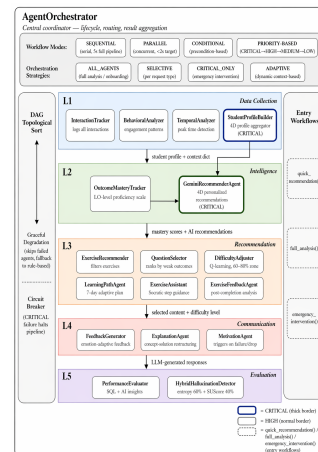 AgentOrchestrator
Central coordinator — lifecycle, routing, result aggregation
Workflow Modes:
SEQUENTIAL
(serial, 5s full pipeline)
PARALLEL
(concurrent, <2s target)
CONDITIONAL
(precondition-based)
PRIORITY-BASED
(CRITICAL→HIGH→MEDIUM→LOW)
Orchestration
Strategies:
ALL_AGENTS
(full analysis / onboarding)
SELECTIVE
(per request type)
CRITICAL_ONLY
(emergency intervention)
ADAPTIVE
(dynamic context-based)
DAG
Topological
Sort
Graceful
Degradation
(skips failed
agents, fallback
to rule-based)
Circuit
Breaker
(CRITICAL
failure halts
pipeline)
L1
Data Collection
InteractionTracker
logs all interactions
BehavioralAnalyzer
engagement patterns
TemporalAnalyzer
peak time detection
StudentProfileBuilder
4D profile aggregator
(CRITICAL)
student profile + context dict
L2
Intelligence
OutcomeMasteryTracker
LO-level proficiency scale
GeminiRecommenderAgent
4D personalized
recommendations
(CRITICAL)
mastery scores + AI recommendations
L3
Recommendation
ExerciseRecommender
filters exercises
QuestionSelector
ranks by weak outcomes
DifficultyAdjuster
Q-learning, 60–80% zone
LearningPathAgent
7-day adaptive plan
ExerciseAssistant
Socratic step guidance
ExerciseFeedbackAgent
post-completion analysis
selected content + difficulty level
L4
Communication
FeedbackGenerator
emotion-adaptive feedback
ExplanationAgent
concept-solution restructuring
MotivationAgent
triggers on failure/drop
LLM-generated responses
L5
Evaluation
PerformanceEvaluator
SQL + AI insights
HybridHallucinationDetector
entropy 60% + SUScore 40%
Entry
Workflow
quick_
recommendation()
full_analysis()
emergency_
intervention()
= CRITICAL (thick border)
= HIGH (normal border)
= quick_recommendation() /
full_analysis() /
emergency_intervention()
(entry workflows)